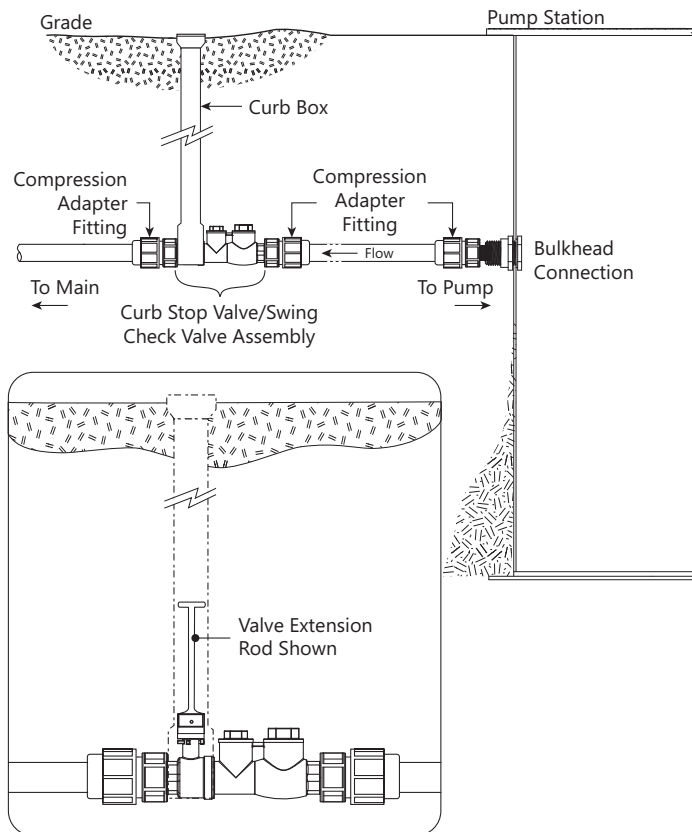 Grade
Pump Station
Curb Box
Compression
Adapter
Fitting
Compression
Adapter
Fitting
Flow
Bulkhead
Connection
To Main
To Pump
Curb Stop Valve/Swing
Check Valve Assembly
Valve Extension
Rod Shown